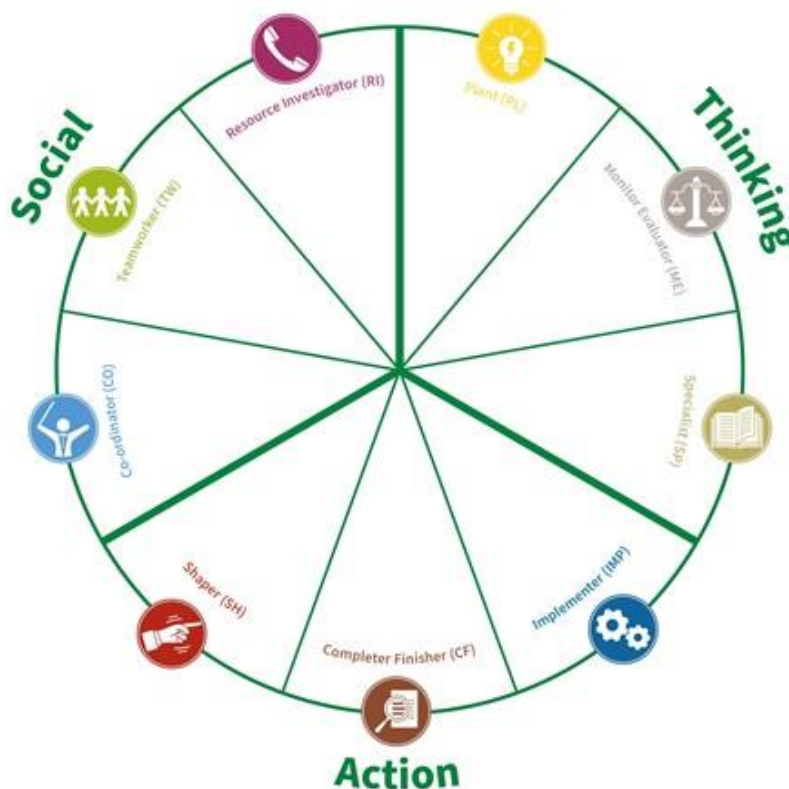 Resource Investigator (RI)
Plant (PL)
Social
Thinking
Teamworker (TW)
Monitor Evaluator (ME)
Co-ordinator (CO)
Specialist (SP)
Shaper (SH)
Implementer (IMP)
Completer Finisher (CF)
Action